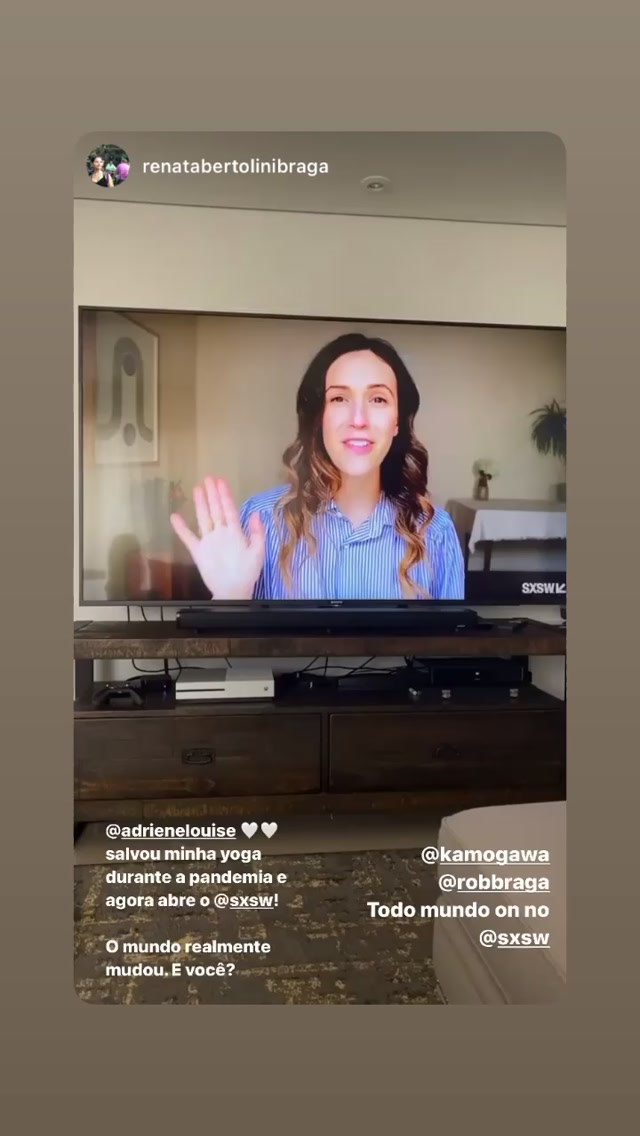 renatabertolinibraga
SXSW
@adrienelouise 🤍🤍
salvou minha yoga
durante a pandemia e
agora abre o @sxsw!
O mundo realmente
mudou. E você?
@kamogawa
@robbraga
Todo mundo on no
@sxsw